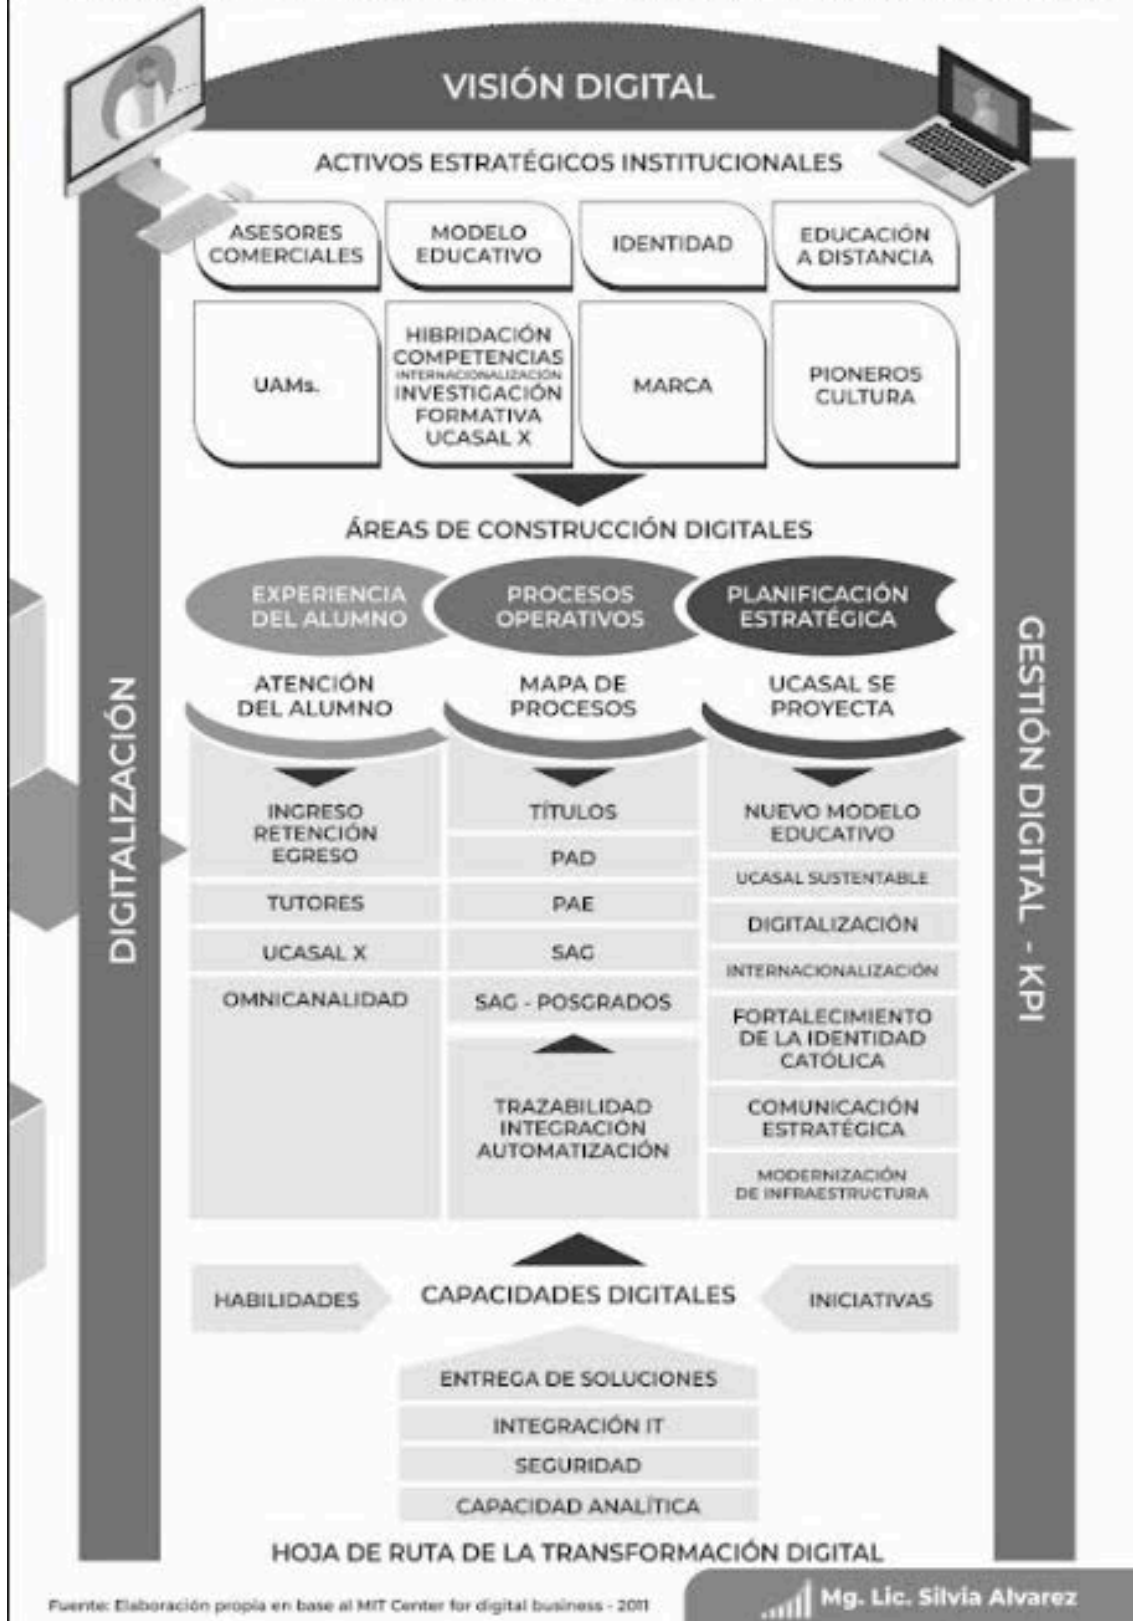 VISIÓN DIGITAL
ACTIVOS ESTRATÉGICOS INSTITUCIONALES
ASESORES
COMERCIALES
MODELO
EDUCATIVO
IDENTIDAD
EDUCACIÓN
A DISTANCIA
UAMs.
HIBRIDACIÓN
COMPETENCIAS
INTERNACIONALIZACIÓN
INVESTIGACIÓN
FORMATIVA
UCASAL X
MARCA
PIONEROS
CULTURA
ÁREAS DE CONSTRUCCIÓN DIGITALES
EXPERIENCIA
DEL ALUMNO
PROCESOS
OPERATIVOS
PLANIFICACIÓN
ESTRATÉGICA
ATENCIÓN
DEL ALUMNO
MAPA DE
PROCESOS
UCASAL SE
PROYECTA
DIGITALIZACIÓN
INGRESO
RETENCIÓN
EGRESO
TUTORES
UCASAL X
OMNICANALIDAD
TÍTULOS
PAD
PAE
SAG
SAG - POSGRADOS
TRAZABILIDAD
INTEGRACIÓN
AUTOMATIZACIÓN
NUEVO MODELO
EDUCATIVO
UCASAL SUSTENTABLE
DIGITALIZACIÓN
INTERNACIONALIZACIÓN
FORTALECIMIENTO
DE LA IDENTIDAD
CATÓLICA
COMUNICACIÓN
ESTRATÉGICA
MODERNIZACIÓN
DE INFRAESTRUCTURA
GESTIÓN DIGITAL - KPI
HABILIDADES
CAPACIDADES DIGITALES
INICIATIVAS
ENTREGA DE SOLUCIONES
INTEGRACIÓN IT
SEGURIDAD
CAPACIDAD ANALÍTICA
HOJA DE RUTA DE LA TRANSFORMACIÓN DIGITAL
Fuente: Elaboración propia en base al MIT Center for digital business - 2011
Mg. Lic. Silvia Alvarez